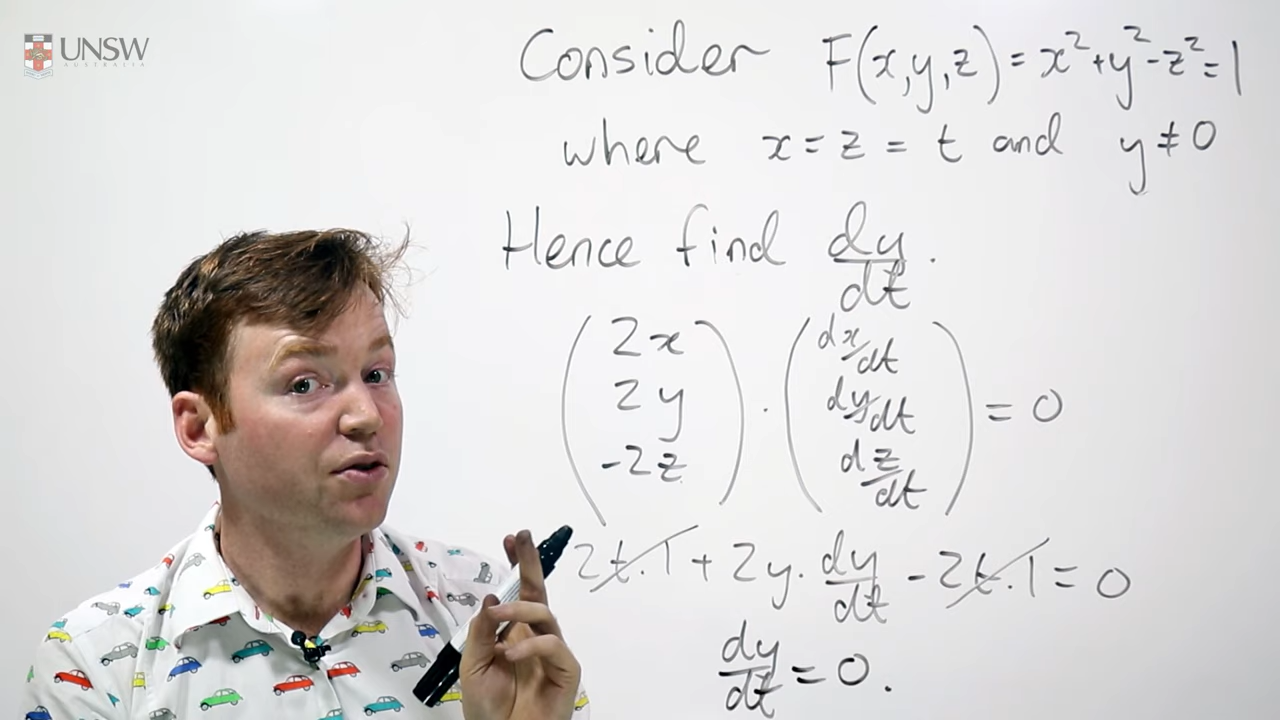 UNSW
AUSTRALIA
Consider F(x,y,z)=x²+y²-z²=1
where x=z=t and y≠0
Hence find dy/dt.
(2x 2y -2z) · (dx/dt dy/dt dz/dt) = 0
2t.1 + 2y.dy/dt - 2t.1 = 0
dy/dt = 0.